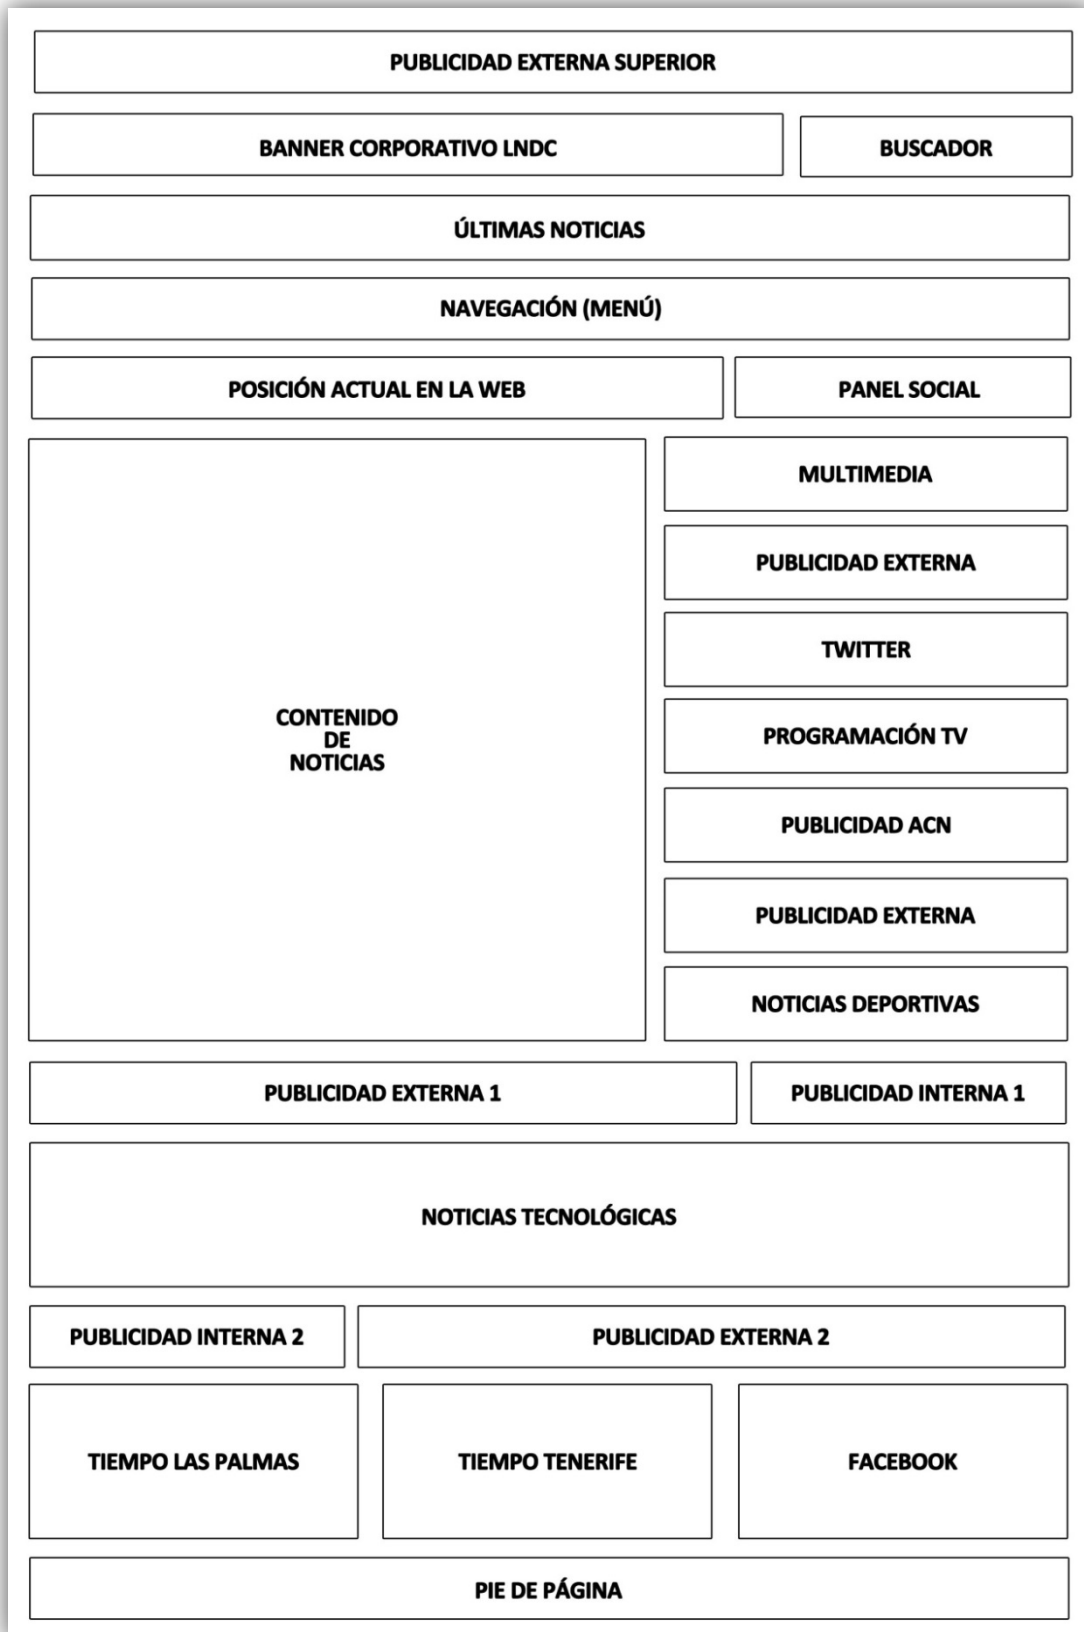 PUBLICIDAD EXTERNA SUPERIOR
BANNER CORPORATIVO LNDC
BUSCADOR
ÚLTIMAS NOTICIAS
NAVEGACIÓN (MENÚ)
POSICIÓN ACTUAL EN LA WEB
PANEL SOCIAL
CONTENIDO
DE
NOTICIAS
MULTIMEDIA
PUBLICIDAD EXTERNA
TWITTER
PROGRAMACIÓN TV
PUBLICIDAD ACN
PUBLICIDAD EXTERNA
NOTICIAS DEPORTIVAS
PUBLICIDAD EXTERNA 1
PUBLICIDAD INTERNA 1
NOTICIAS TECNOLÓGICAS
PUBLICIDAD INTERNA 2
PUBLICIDAD EXTERNA 2
TIEMPO LAS PALMAS
TIEMPO TENERIFE
FACEBOOK
PIE DE PÁGINA